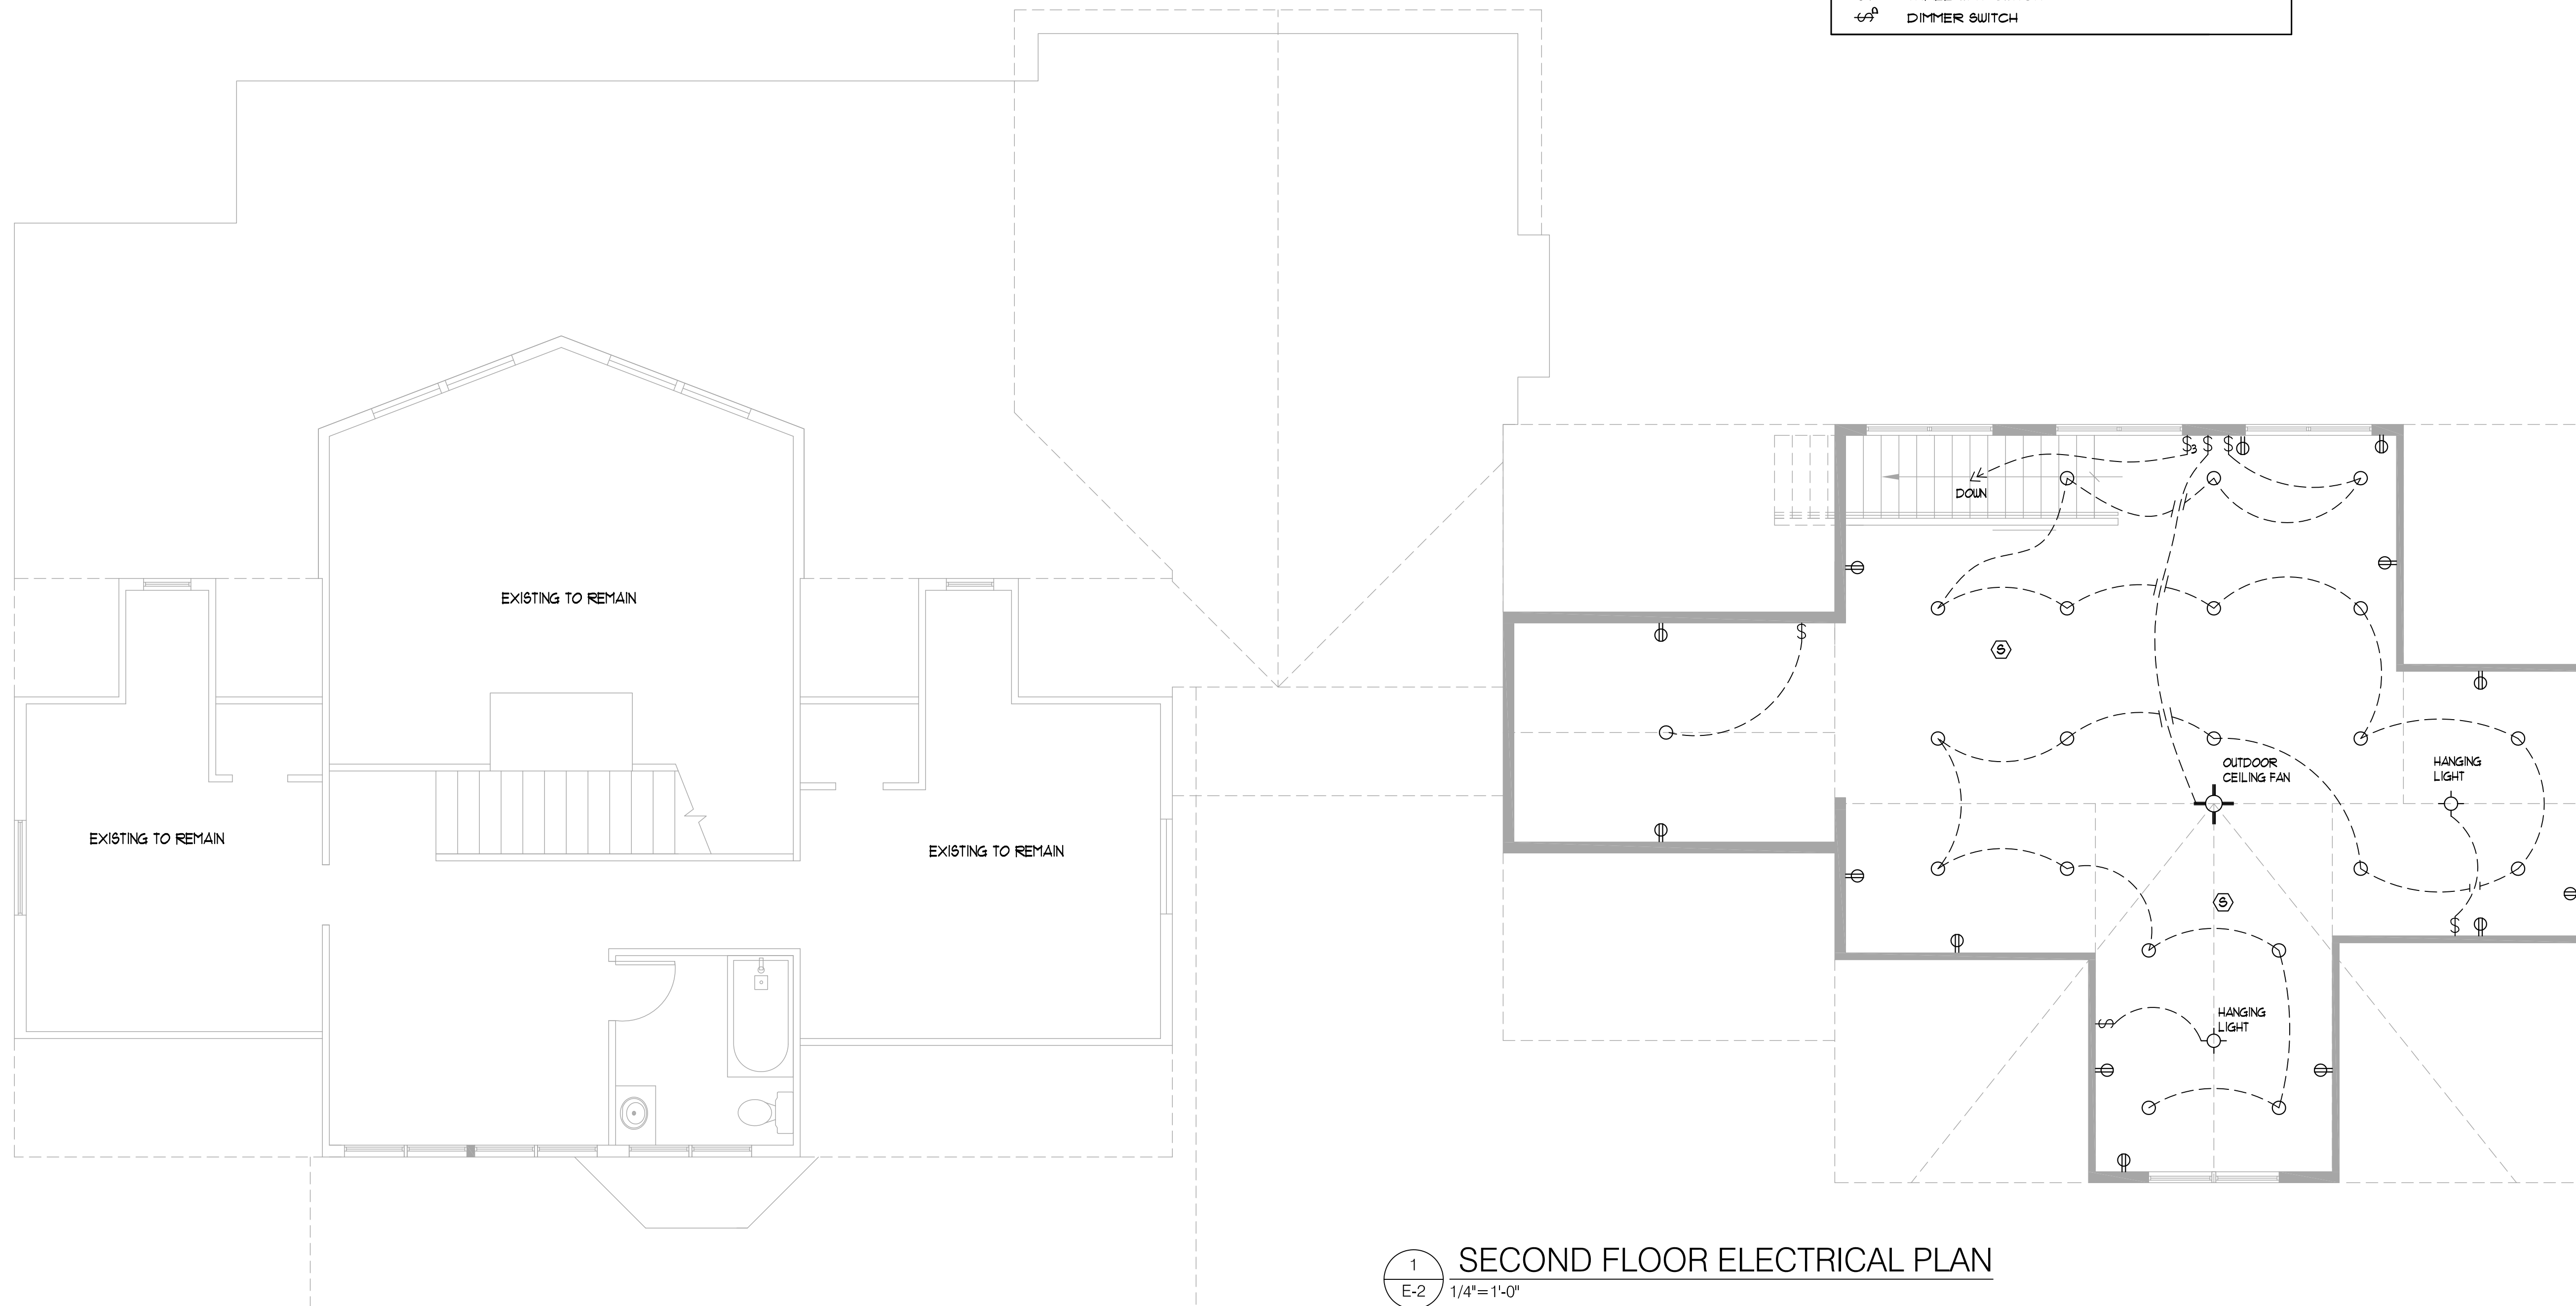 $D DIMMER SWITCH
$3 $ $
DOWN
EXISTING TO REMAIN
$
S
OUTDOOR
CEILING FAN
HANGING
LIGHT
EXISTING TO REMAIN
EXISTING TO REMAIN
S
$
HANGING
LIGHT
$
1
E-2
SECOND FLOOR ELECTRICAL PLAN
1/4"=1'-0"